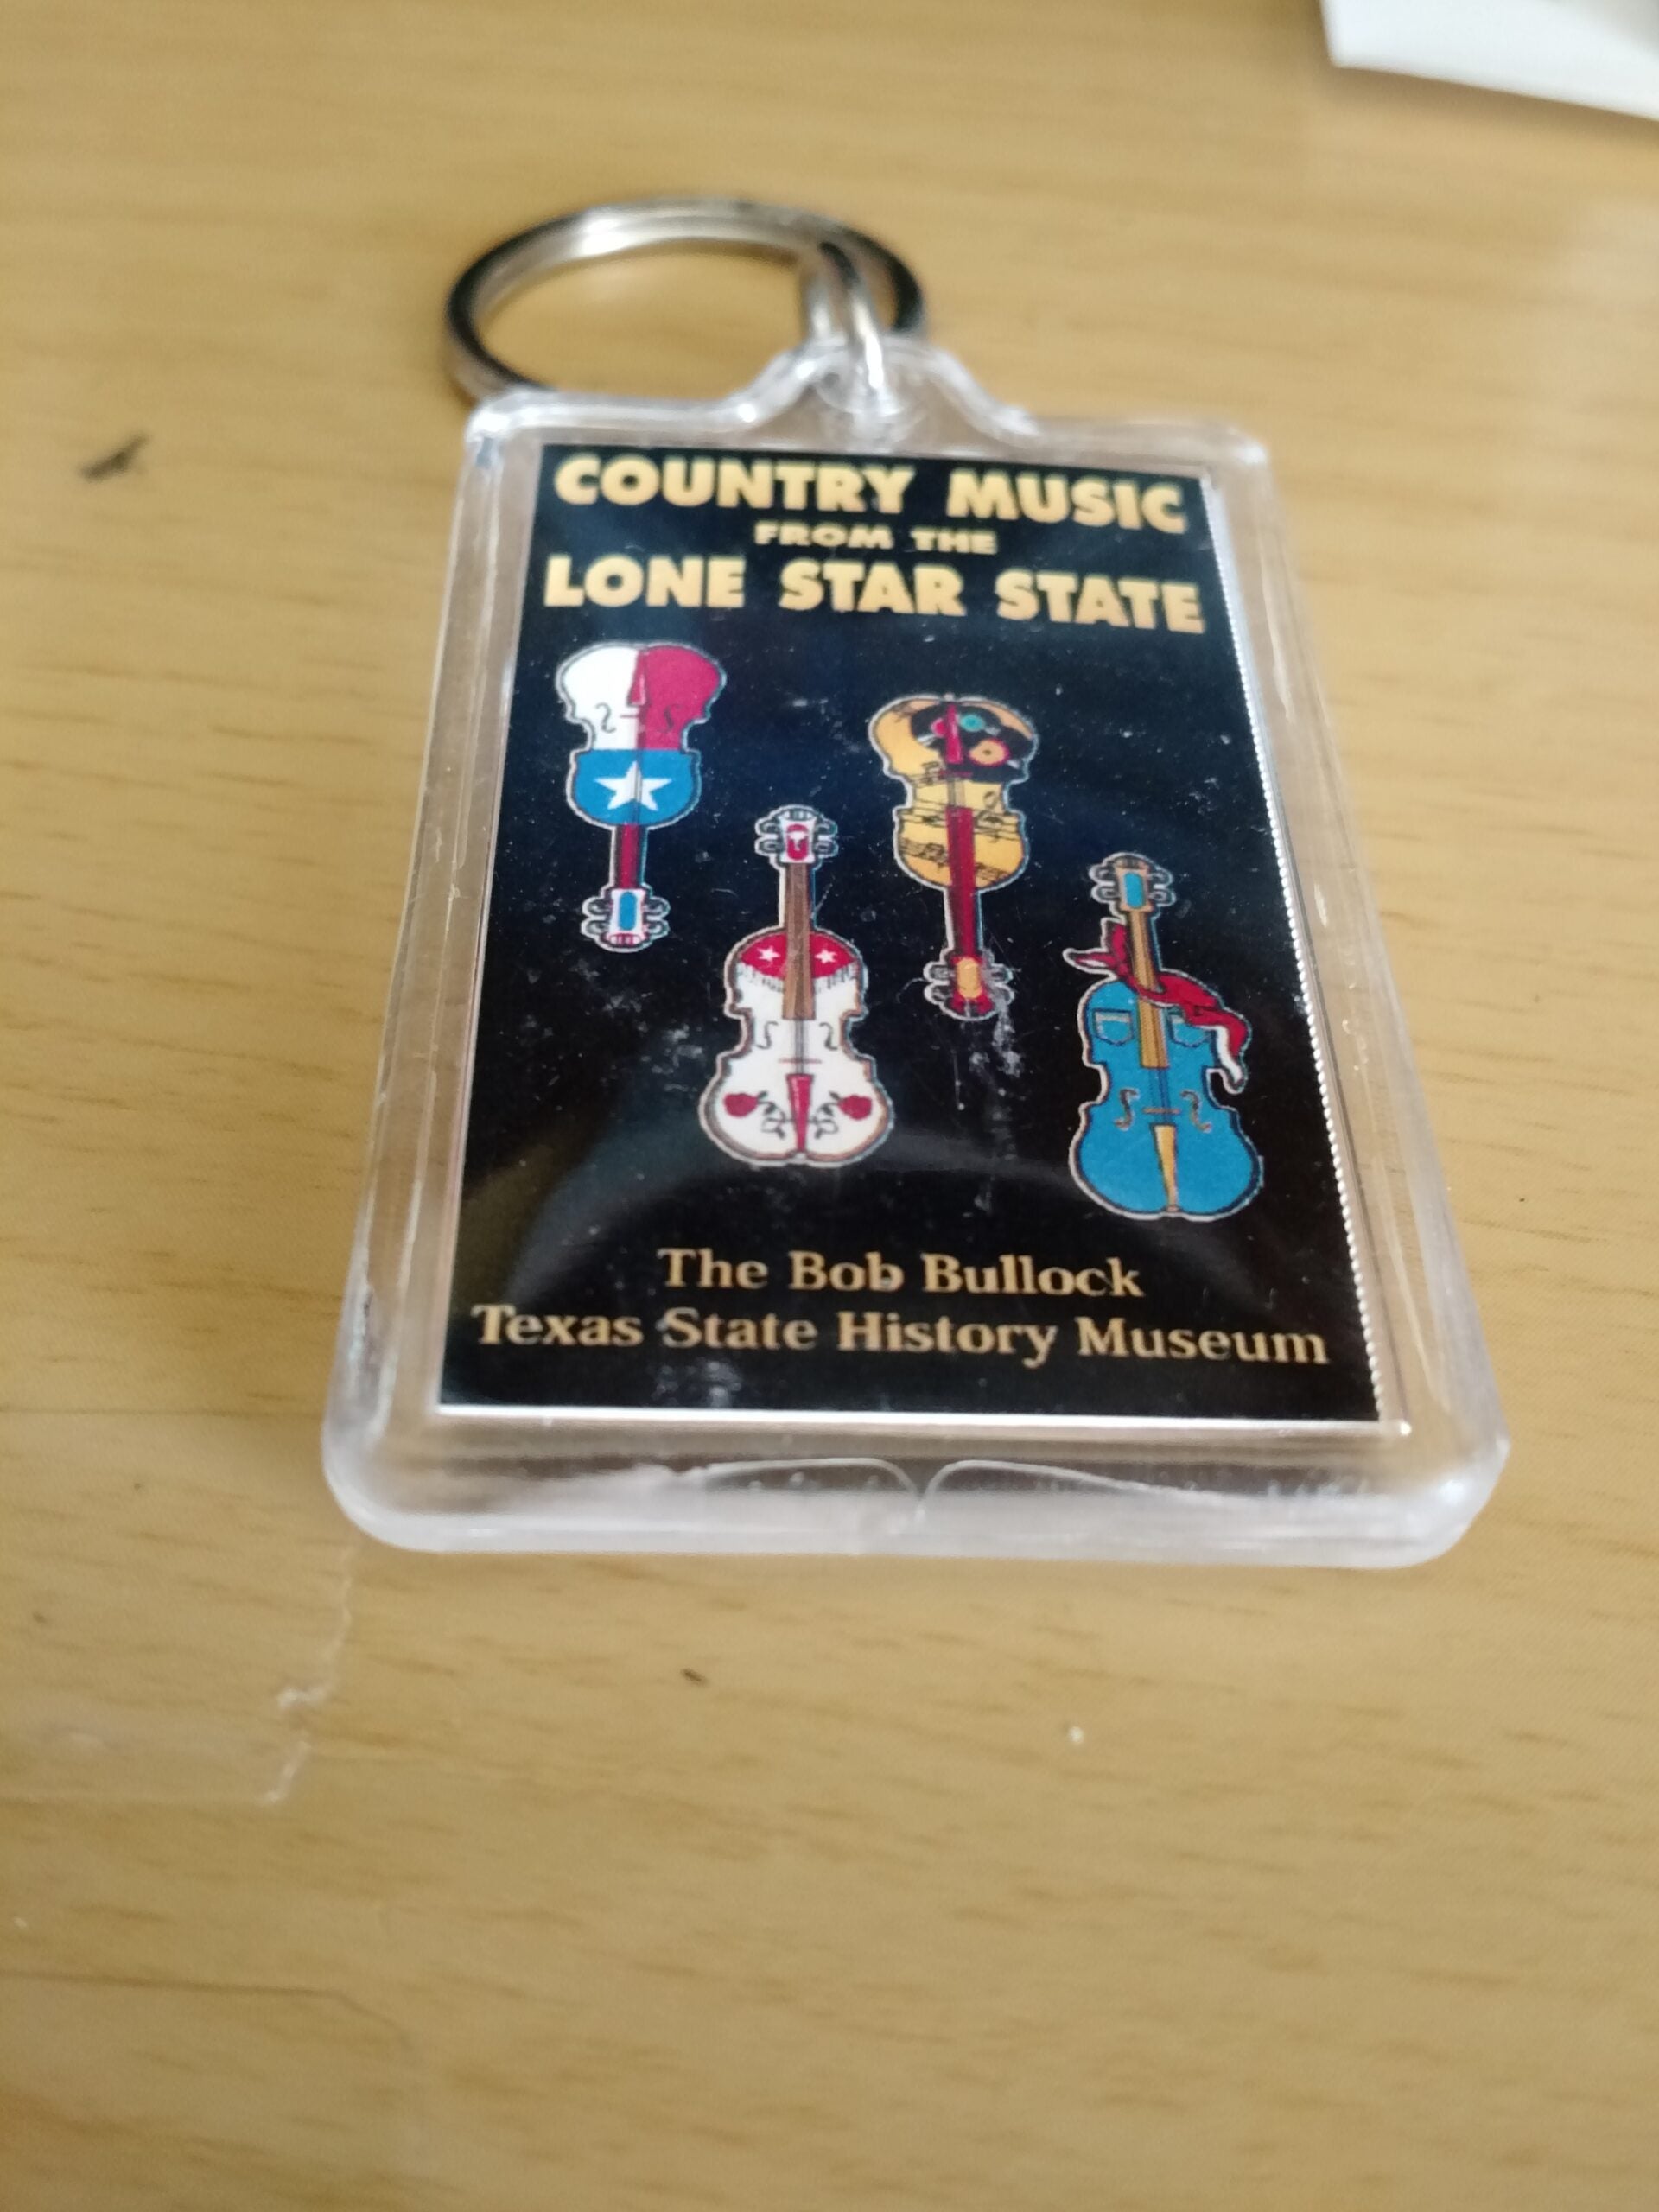 COUNTRY MUSIC
FROM THE
LONE STAR STATE
The Bob Bullock
Texas State History Museum